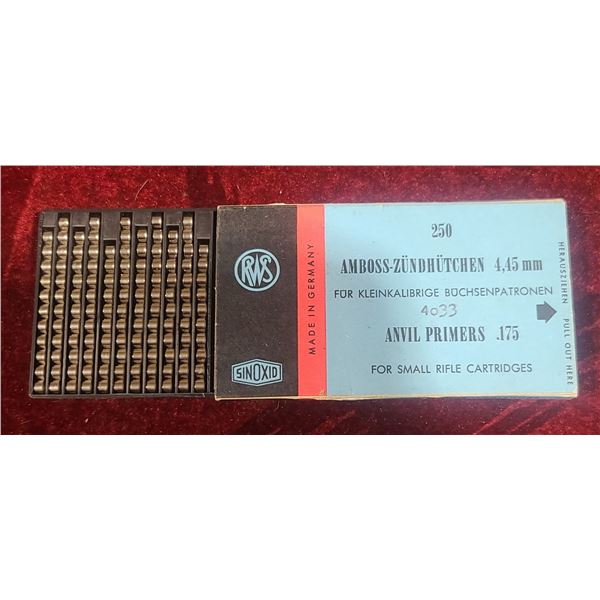 RWS
SINOXID
MADE IN GERMANY
250
AMBOSS-ZÜNDHÜTCHEN 4,45 mm
FÜR KLEINKALIBRIGE BÜCHSENPATRONEN
4033
ANVIL PRIMERS .175
FOR SMALL RIFLE CARTRIDGES
HERAUSZIEHEN PULL OUT HERE